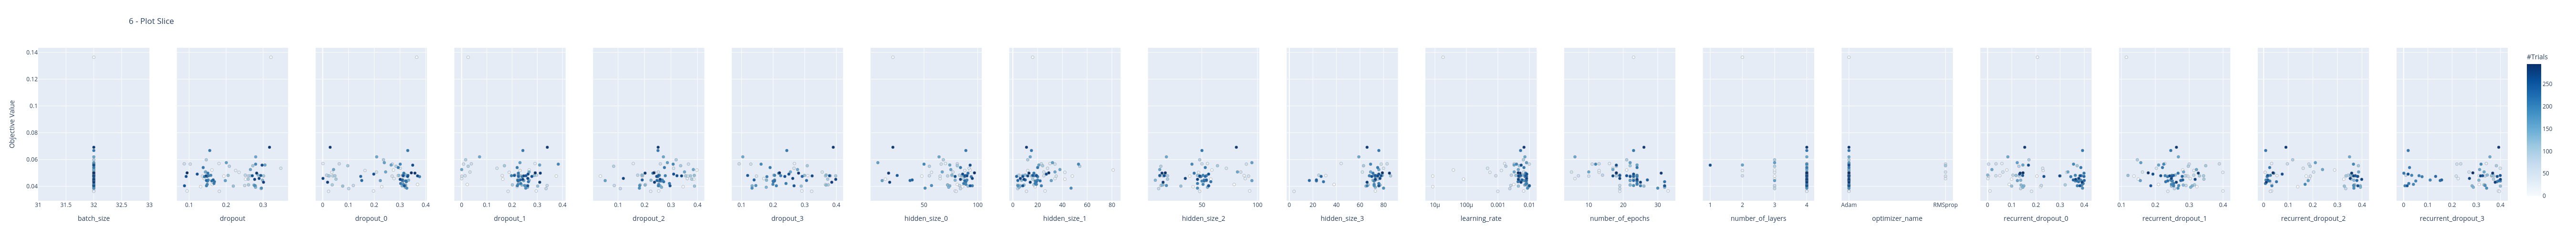 6 - Plot Slice
#Trials
0.14
0.12
0.1
0.08
0.06
0.04
Objective Value
250
200
150
100
50
0
31 31.5 32 32.5 33
0.1 0.2 0.3
0 0.1 0.2 0.3 0.4
0 0.1 0.2 0.3 0.4
0 0.1 0.2 0.3 0.4
0.1 0.2 0.3 0.4
50 100
0 20 40 60 80
50 100
0 20 40 60 80
10μ 100μ 0.001 0.01
10 20 30
1 2 3 4
Adam RMSprop
0 0.1 0.2 0.3 0.4
0.1 0.2 0.3 0.4
0 0.1 0.2 0.3 0.4
0 0.1 0.2 0.3 0.4
batch_size
dropout
dropout_0
dropout_1
dropout_2
dropout_3
hidden_size_0
hidden_size_1
hidden_size_2
hidden_size_3
learning_rate
number_of_epochs
number_of_layers
optimizer_name
recurrent_dropout_0
recurrent_dropout_1
recurrent_dropout_2
recurrent_dropout_3